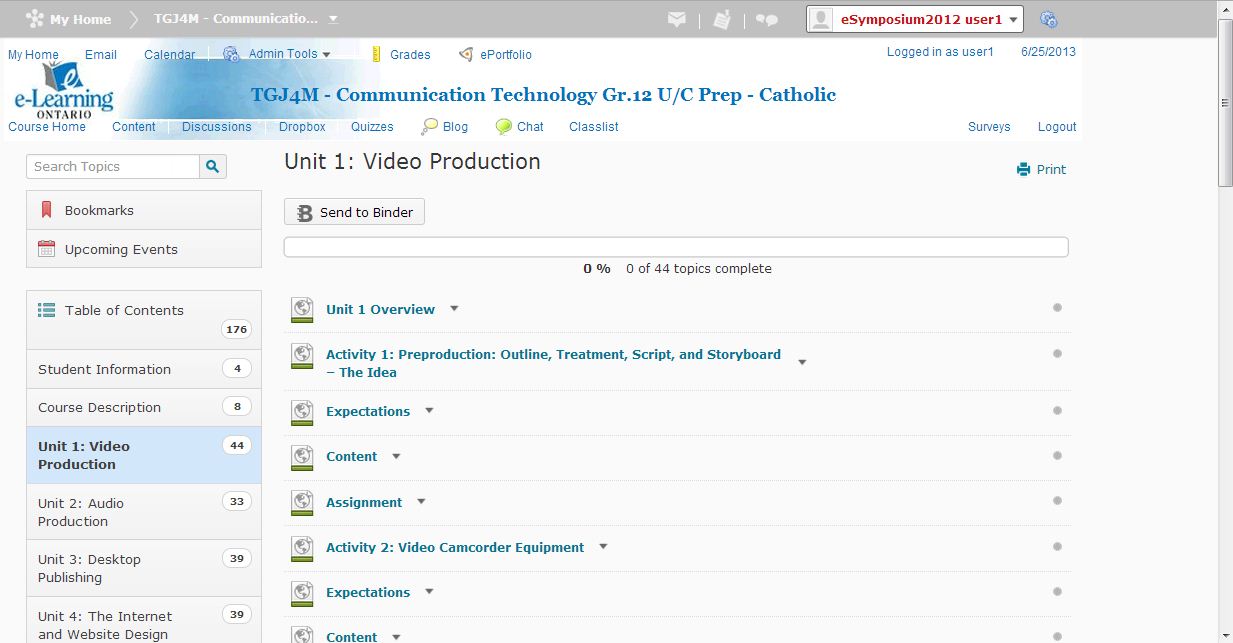 My Home
TGJ4M - Communicatio...
eSymposium2012 user1
My Home Email Calendar Admin Tools Grades ePortfolio
Logged in as user1 6/25/2013
e-Learning
ONTARIO
TGJ4M - Communication Technology Gr.12 U/C Prep - Catholic
Course Home Content Discussions Dropbox Quizzes Blog Chat Classlist Surveys Logout
Search Topics
Bookmarks
Upcoming Events
Table of Contents
176
Student Information 4
Course Description 8
Unit 1: Video 44
Production
Unit 2: Audio 33
Production
Unit 3: Desktop 39
Publishing
Unit 4: The Internet 39
and Website Design
Unit 1: Video Production
Print
Send to Binder
0 % 0 of 44 topics complete
Unit 1 Overview
Activity 1: Preproduction: Outline, Treatment, Script, and Storyboard
– The Idea
Expectations
Content
Assignment
Activity 2: Video Camcorder Equipment
Expectations
Content